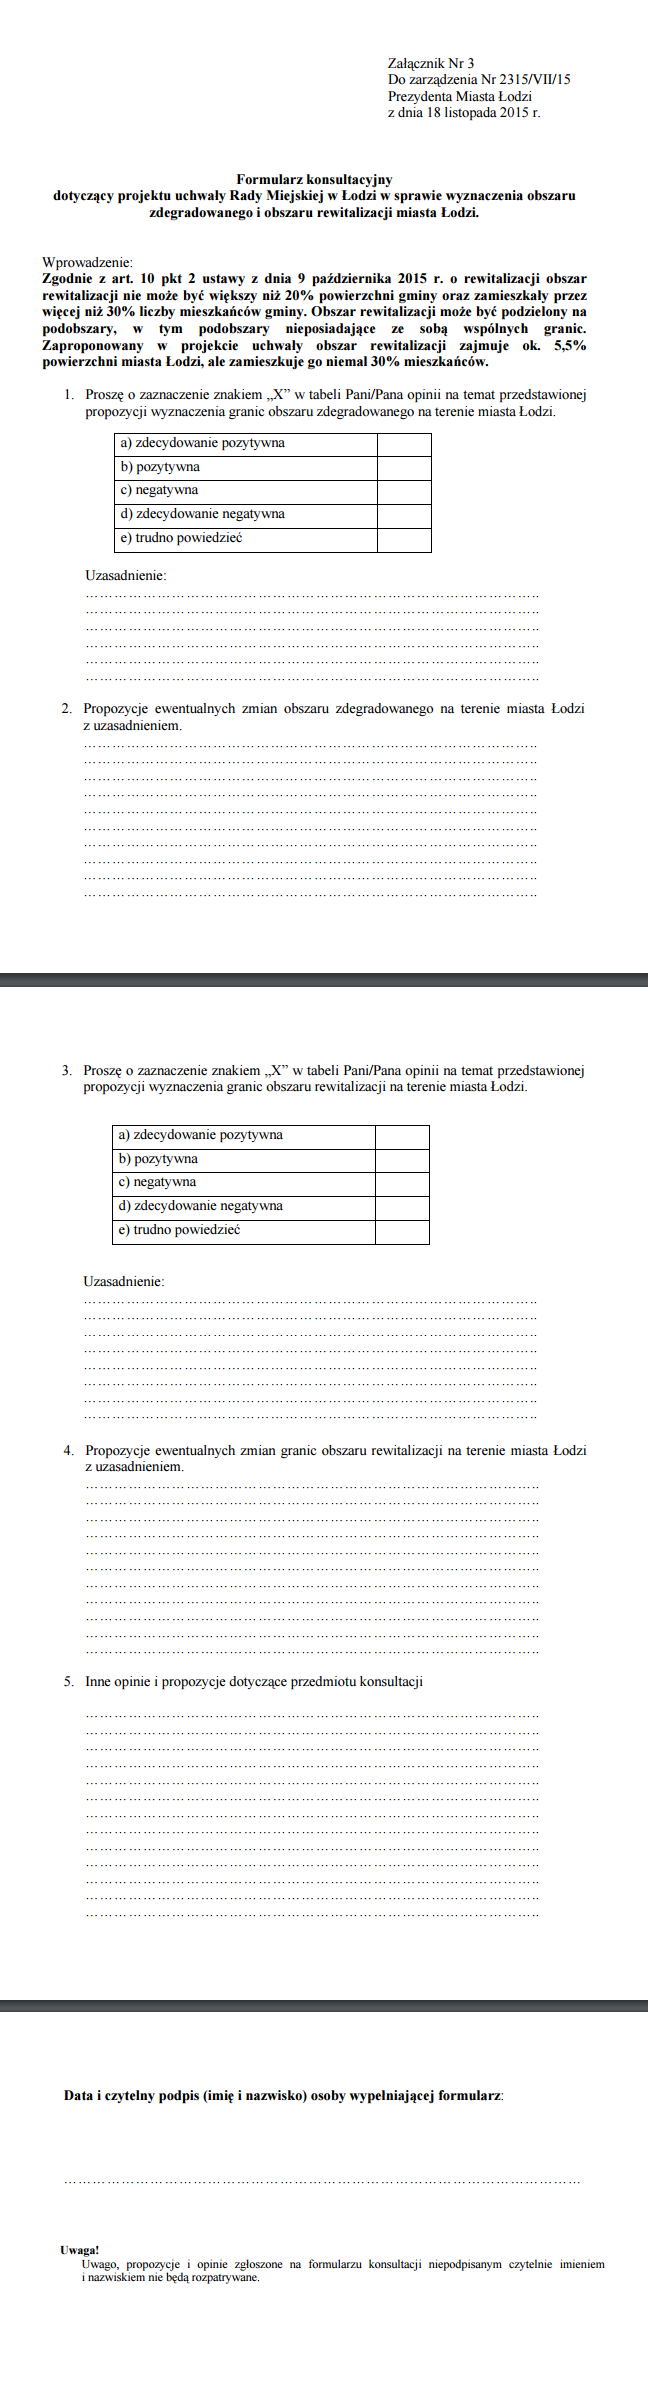 Załącznik Nr 3
Do zarządzenia Nr 2315/VII/15
Prezydenta Miasta Łodzi
z dnia 18 listopada 2015 r.
Formularz konsultacyjny
dotyczący projektu uchwały Rady Miejskiej w Łodzi w sprawie wyznaczenia obszaru
zdegradowanego i obszaru rewitalizacji miasta Łodzi.
Wprowadzenie:
Zgodnie z art. 10 pkt 2 ustawy z dnia 9 października 2015 r. o rewitalizacji obszar
rewitalizacji nie może być większy niż 20% powierzchni gminy oraz zamieszkały przez
więcej niż 30% liczby mieszkańców gminy. Obszar rewitalizacji może być podzielony na
podobszary, w tym podobszary nieposiadające ze sobą wspólnych granic.
Zaproponowany w projekcie uchwały obszar rewitalizacji zajmuje ok. 5,5%
powierzchni miasta Łodzi, ale zamieszkuje go niemal 30% mieszkańców.
1. Proszę o zaznaczenie znakiem „X” w tabeli Pani/Pana opinii na temat przedstawionej
propozycji wyznaczenia granic obszaru zdegradowanego na terenie miasta Łodzi.
a) zdecydowanie pozytywna
b) pozytywna
c) negatywna
d) zdecydowanie negatywna
e) trudno powiedzieć
Uzasadnienie:
2. Propozycje ewentualnych zmian obszaru zdegradowanego na terenie miasta Łodzi
z uzasadnieniem.
3. Proszę o zaznaczenie znakiem „X” w tabeli Pani/Pana opinii na temat przedstawionej
propozycji wyznaczenia granic obszaru rewitalizacji na terenie miasta Łodzi.
a) zdecydowanie pozytywna
b) pozytywna
c) negatywna
d) zdecydowanie negatywna
e) trudno powiedzieć
Uzasadnienie:
4. Propozycje ewentualnych zmian granic obszaru rewitalizacji na terenie miasta Łodzi
z uzasadnieniem.
5. Inne opinie i propozycje dotyczące przedmiotu konsultacji
Data i czytelny podpis (imię i nazwisko) osoby wypełniającej formularz:
Uwaga!
Uwago, propozycje i opinie zgłoszone na formularzu konsultacji niepodpisanym czytelnie imieniem
i nazwiskiem nie będą rozpatrywane.